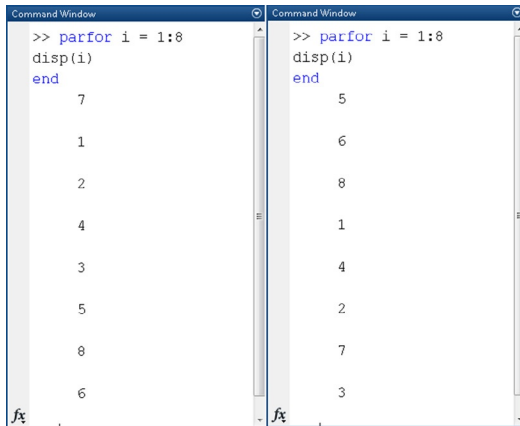 Command Window
>> parfor i = 1:8
disp(i)
end
7
1
2
4
3
5
8
6
fx
Command Window
>> parfor i = 1:8
disp(i)
end
5
6
8
1
4
2
7
3
fx